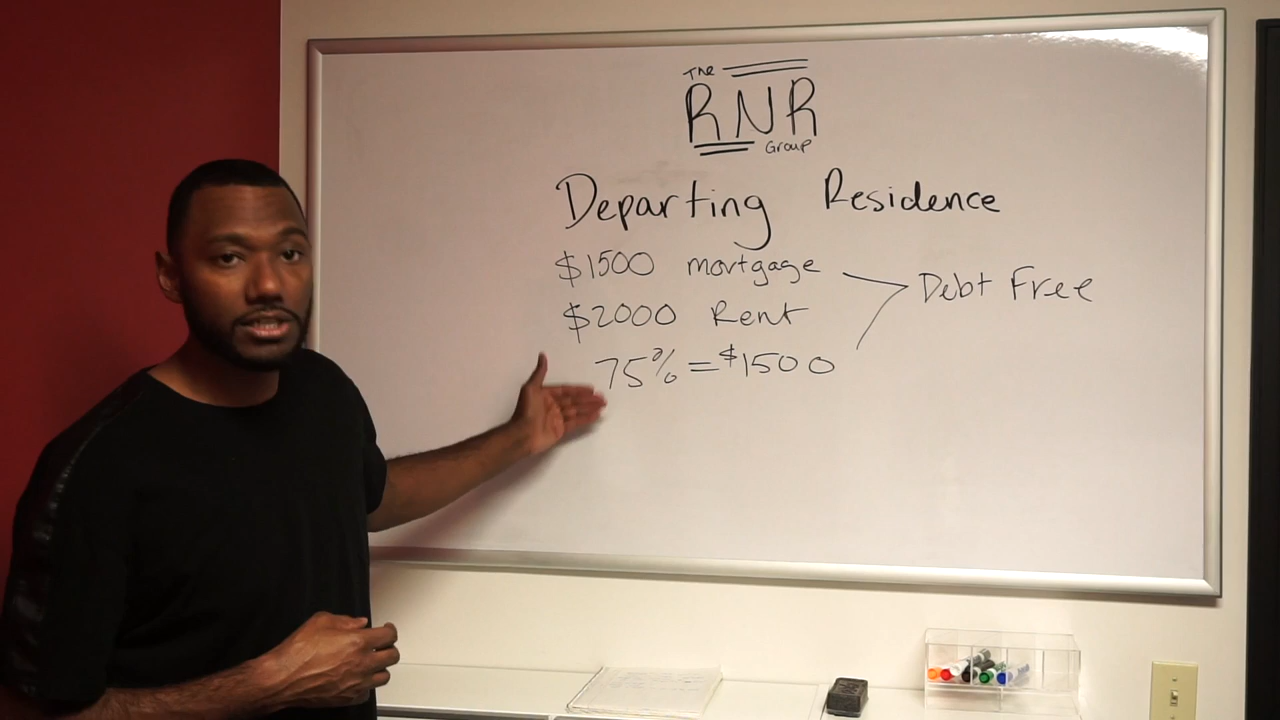 The
RNR
Group
Departing Residence
$1500 mortgage
Debt Free
$2000 Rent
75% = $1500